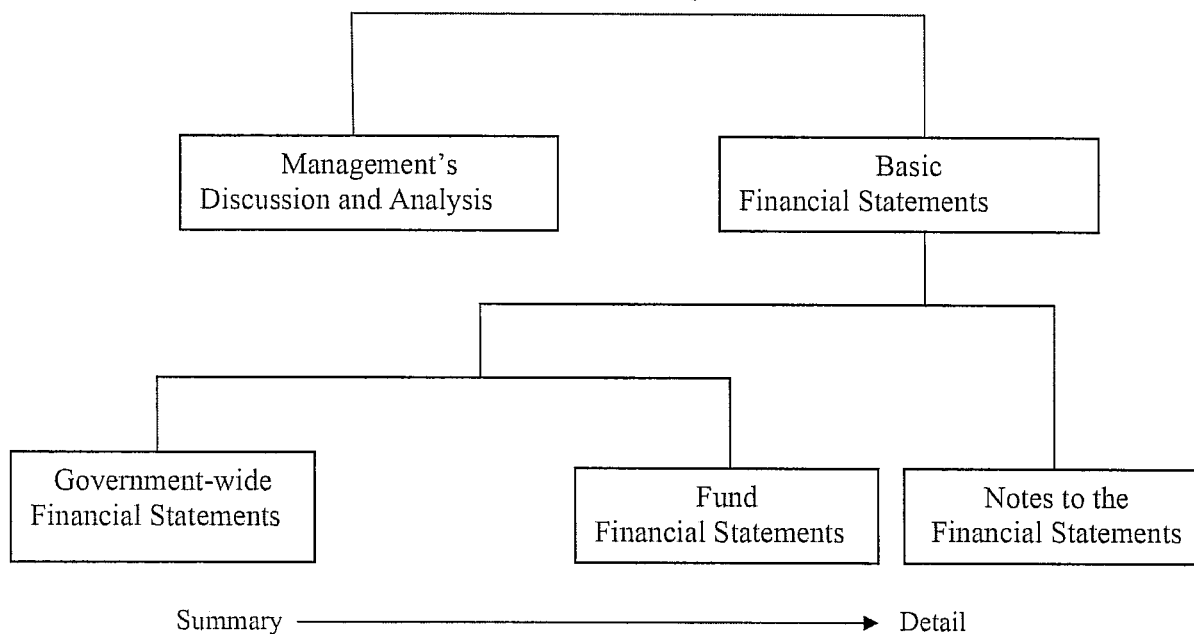 Management’s
Discussion and Analysis
Basic
Financial Statements
Government-wide
Financial Statements
Fund
Financial Statements
Notes to the
Financial Statements
Summary
Detail